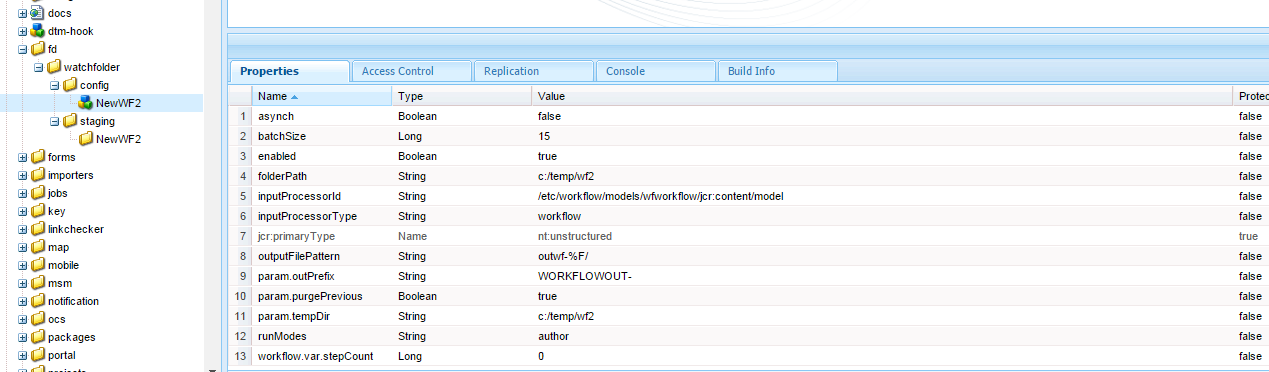 docs
dtm-hook
fd
watchfolder
config
NewWF2
staging
NewWF2
forms
importers
jobs
key
linkchecker
map
mobile
msm
notification
ocs
packages
portal
projects
Properties Access Control Replication Console Build Info
Name Type Value Protec
1 asynch Boolean false false
2 batchSize Long 15 false
3 enabled Boolean true false
4 folderPath String c:/temp/wf2 false
5 inputProcessorId String /etc/workflow/models/wfworkflow/jcr:content/model false
6 inputProcessorType String workflow false
7 jcr:primaryType Name nt:unstructured true
8 outputFilePattern String outwf-%F/ false
9 param.outPrefix String WORKFLOWOUT- false
10 param.purgePrevious Boolean true false
11 param.tempDir String c:/temp/wf2 false
12 runModes String author false
13 workflow.var.stepCount Long 0 false